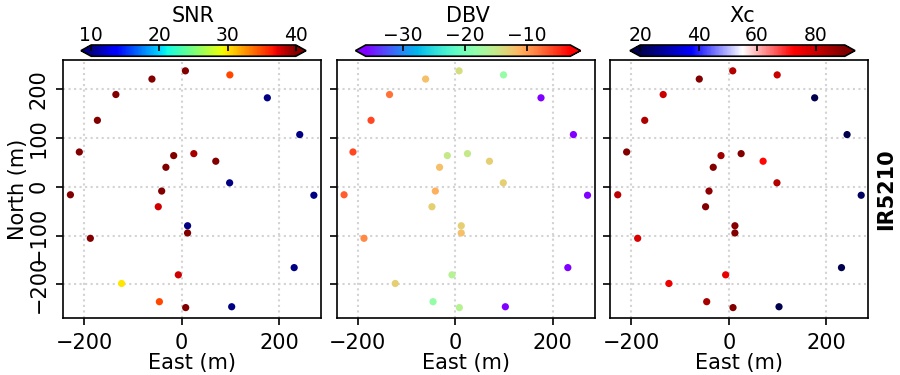 SNR DBV Xc
10 20 30 40 −30 −20 −10 20 40 60 80
200
100
0
−100
−200
North (m)
IR5210
−200 0 200 −200 0 200 −200 0 200
East (m) East (m) East (m)